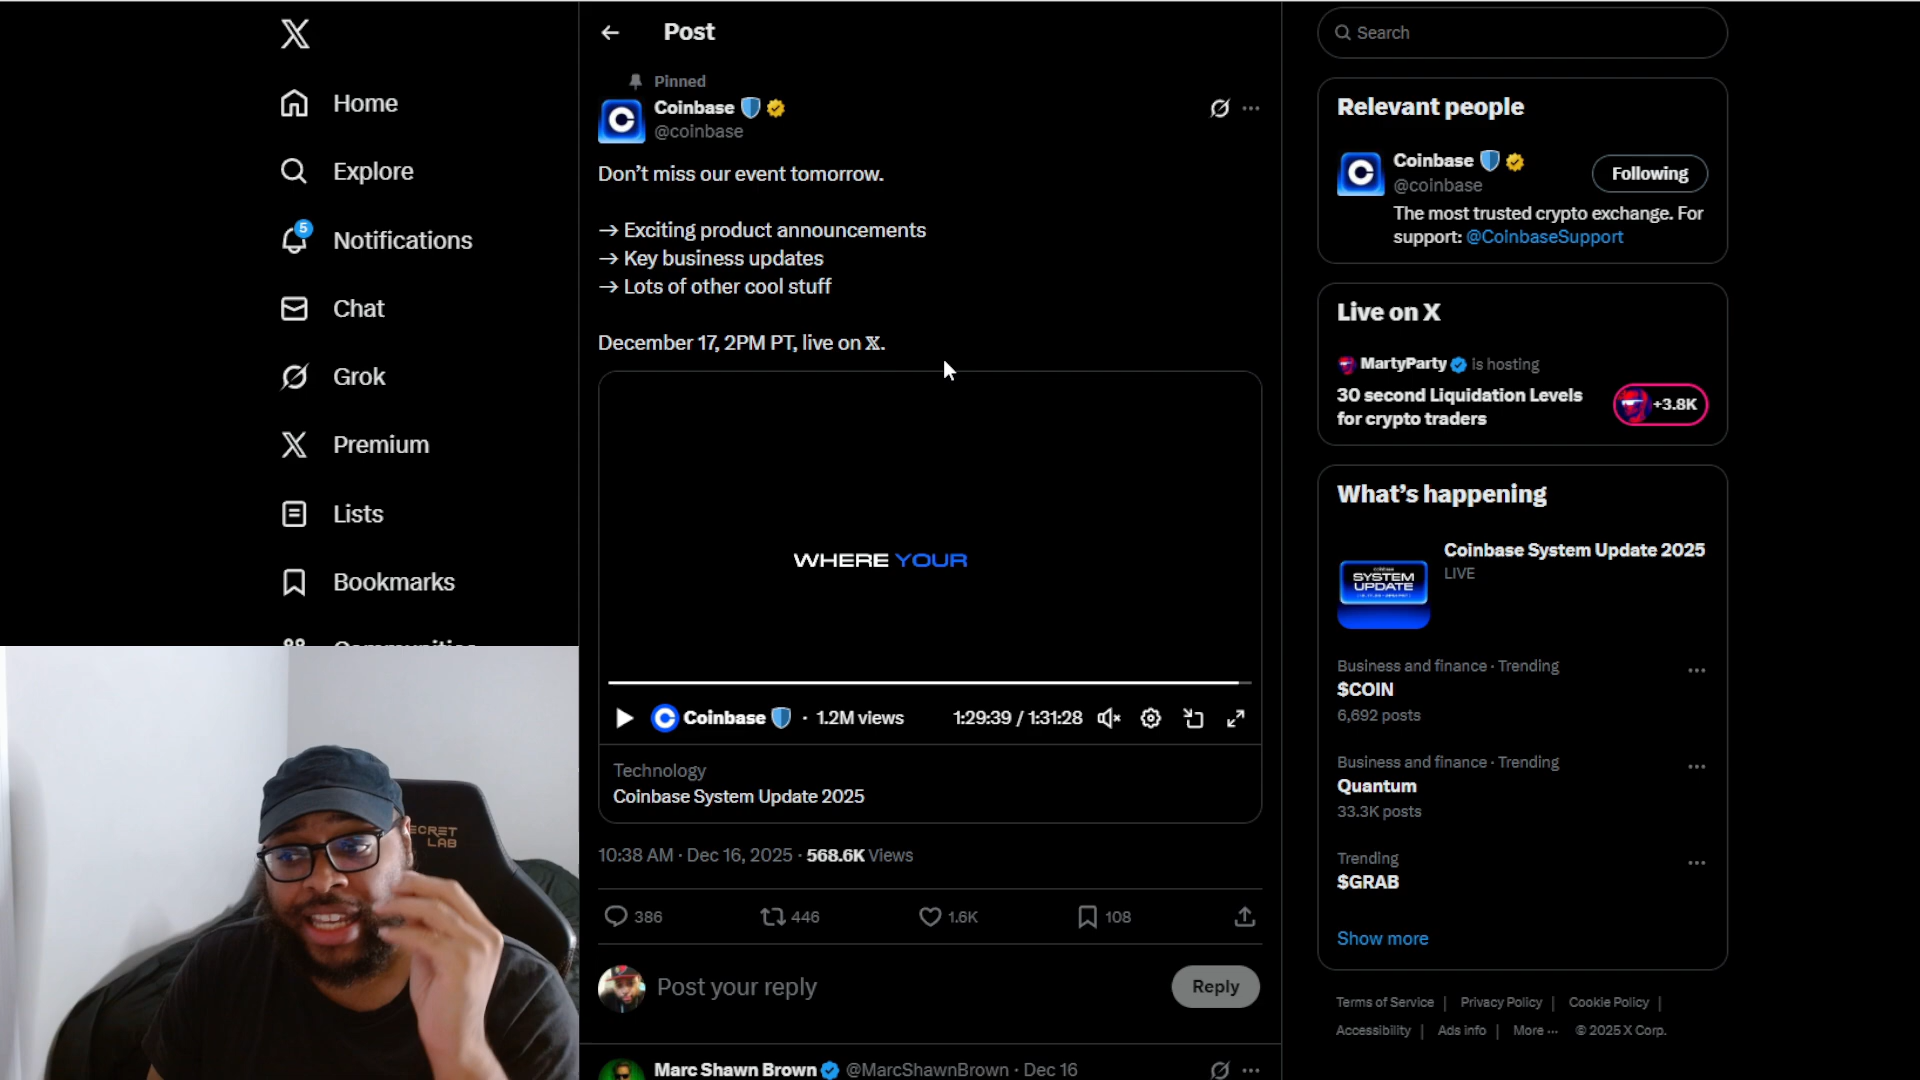 Home
Explore
5
Notifications
Chat
Grok
Premium
Lists
Bookmarks
Communities
SECRET
LAB
Post
Pinned
Coinbase
@coinbase
Don’t miss our event tomorrow.
→ Exciting product announcements
→ Key business updates
→ Lots of other cool stuff
December 17, 2PM PT, live on 𝕏.
WHERE YOUR
Coinbase · 1.2M views 1:29:39 / 1:31:28
Technology
Coinbase System Update 2025
10:38 AM · Dec 16, 2025 · 568.6K Views
386 446 1.6K 108
Post your reply
Reply
Marc Shawn Brown @MarcShawnBrown · Dec 16
Search
Relevant people
Coinbase
@coinbase
Following
The most trusted crypto exchange. For
support: @CoinbaseSupport
Live on X
MartyParty is hosting
30 second Liquidation Levels
for crypto traders
+3.8K
What’s happening
Coinbase System Update 2025
LIVE
coinbase
SYSTEM
UPDATE
Business and finance · Trending
$COIN
6,692 posts
Business and finance · Trending
Quantum
33.3K posts
Trending
$GRAB
Show more
Terms of Service | Privacy Policy | Cookie Policy |
Accessibility | Ads info | More ··· © 2025 X Corp.